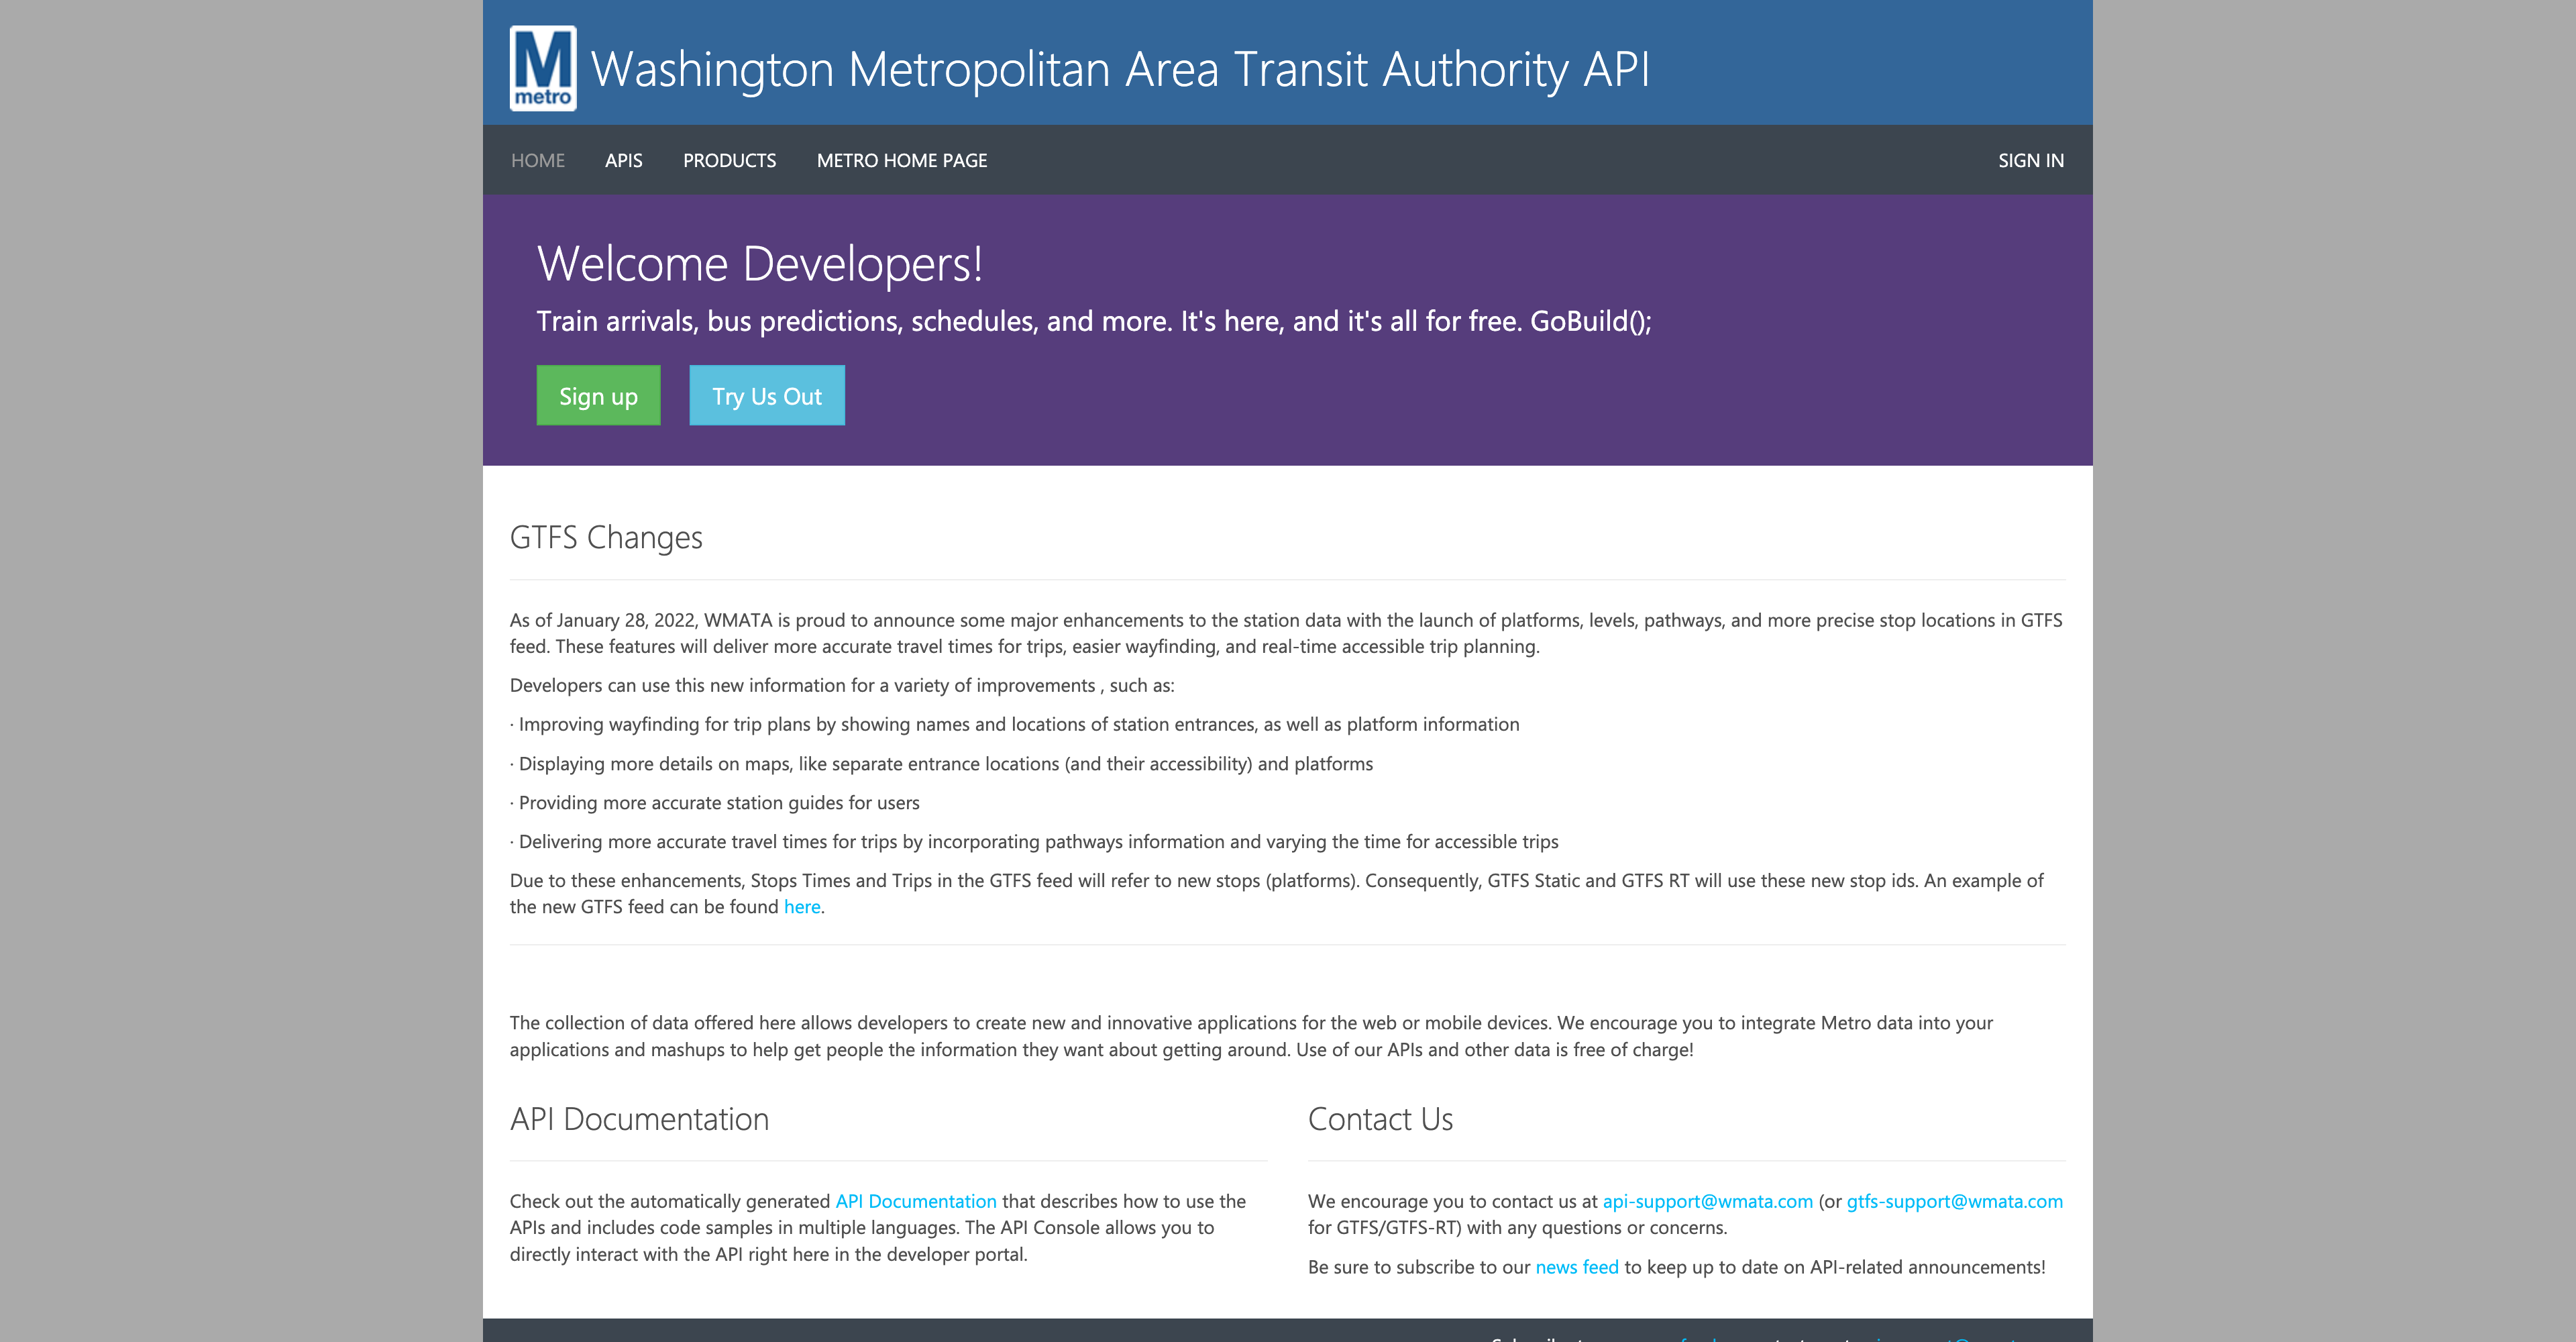 M
metro
Washington Metropolitan Area Transit Authority API
HOME APIS PRODUCTS METRO HOME PAGE SIGN IN
Welcome Developers!
Train arrivals, bus predictions, schedules, and more. It's here, and it's all for free. GoBuild();
Sign up Try Us Out
GTFS Changes
As of January 28, 2022, WMATA is proud to announce some major enhancements to the station data with the launch of platforms, levels, pathways, and more precise stop locations in GTFS
feed. These features will deliver more accurate travel times for trips, easier wayfinding, and real-time accessible trip planning.
Developers can use this new information for a variety of improvements , such as:
· Improving wayfinding for trip plans by showing names and locations of station entrances, as well as platform information
· Displaying more details on maps, like separate entrance locations (and their accessibility) and platforms
· Providing more accurate station guides for users
· Delivering more accurate travel times for trips by incorporating pathways information and varying the time for accessible trips
Due to these enhancements, Stops Times and Trips in the GTFS feed will refer to new stops (platforms). Consequently, GTFS Static and GTFS RT will use these new stop ids. An example of
the new GTFS feed can be found here.
The collection of data offered here allows developers to create new and innovative applications for the web or mobile devices. We encourage you to integrate Metro data into your
applications and mashups to help get people the information they want about getting around. Use of our APIs and other data is free of charge!
API Documentation
Check out the automatically generated API Documentation that describes how to use the
APIs and includes code samples in multiple languages. The API Console allows you to
directly interact with the API right here in the developer portal.
Contact Us
We encourage you to contact us at api-support@wmata.com (or gtfs-support@wmata.com
for GTFS/GTFS-RT) with any questions or concerns.
Be sure to subscribe to our news feed to keep up to date on API-related announcements!